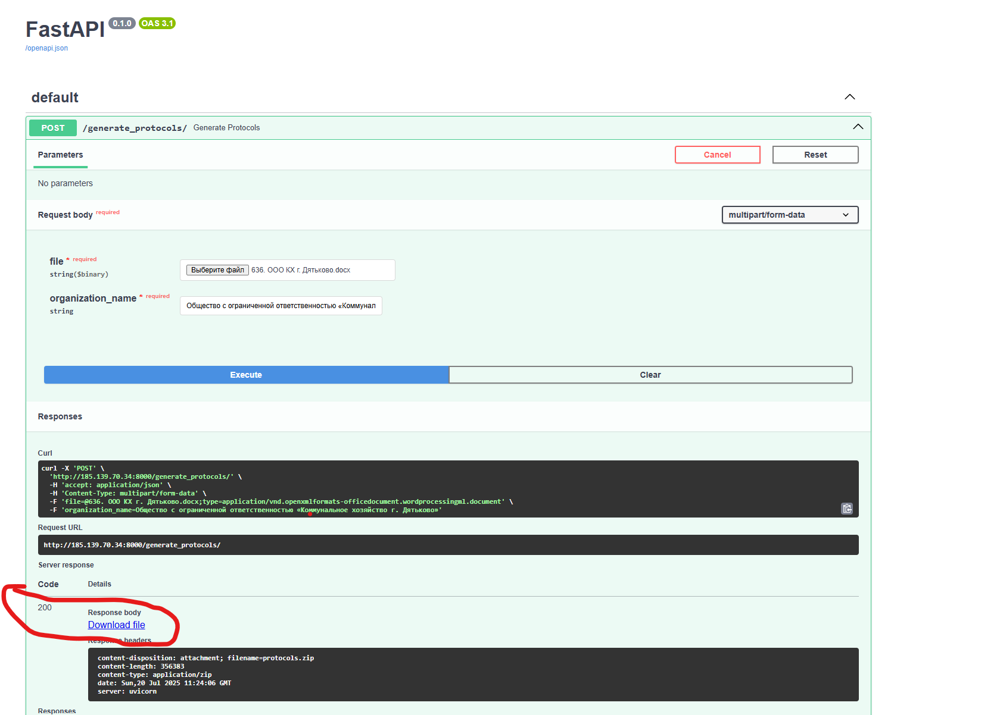 FastAPI 0.1.0 OAS 3.1
/openapi.json
default
POST /generate_protocols/ Generate Protocols
Parameters
Cancel
Reset
No parameters
Request body required
multipart/form-data
file * required
string($binary)
Выберите файл 636. ООО КХ г. Дятьково.docx
organization_name * required
string
Общество с ограниченной ответственностью «Коммунал
Execute
Clear
Responses
Curl
curl -X 'POST' \
'http://185.139.70.34:8000/generate_protocols/' \
-H 'accept: application/json' \
-H 'Content-Type: multipart/form-data' \
-F 'file=@636. ООО КХ г. Дятьково.docx;type=application/vnd.openxmlformats-officedocument.wordprocessingml.document' \
-F 'organization_name=Общество с ограниченной ответственностью «Коммунальное хозяйство г. Дятьково»'
Request URL
http://185.139.70.34:8000/generate_protocols/
Server response
Code Details
200
Response body
Download file
Response headers
content-disposition: attachment; filename=protocols.zip
content-length: 356383
content-type: application/zip
date: Sun,20 Jul 2025 11:24:06 GMT
server: uvicorn
Responses